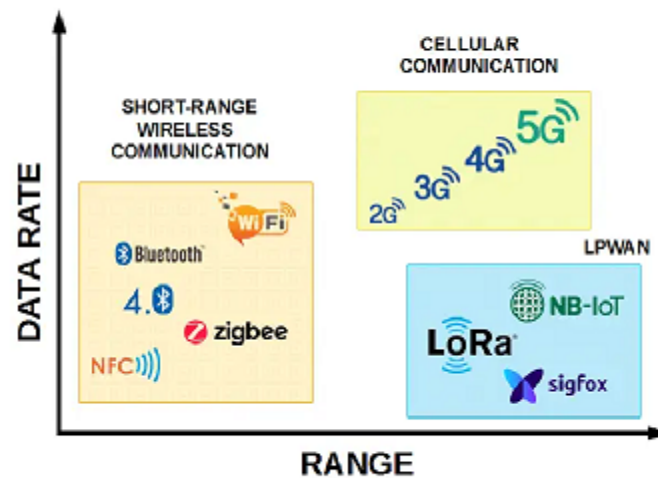 CELLULAR
COMMUNICATION
SHORT-RANGE
WIRELESS
COMMUNICATION
5G
4G
3G
2G
WiFi
Bluetooth™
4.0
zigbee
NFC
LPWAN
NB-IoT
LoRa
sigfox
DATA RATE
RANGE